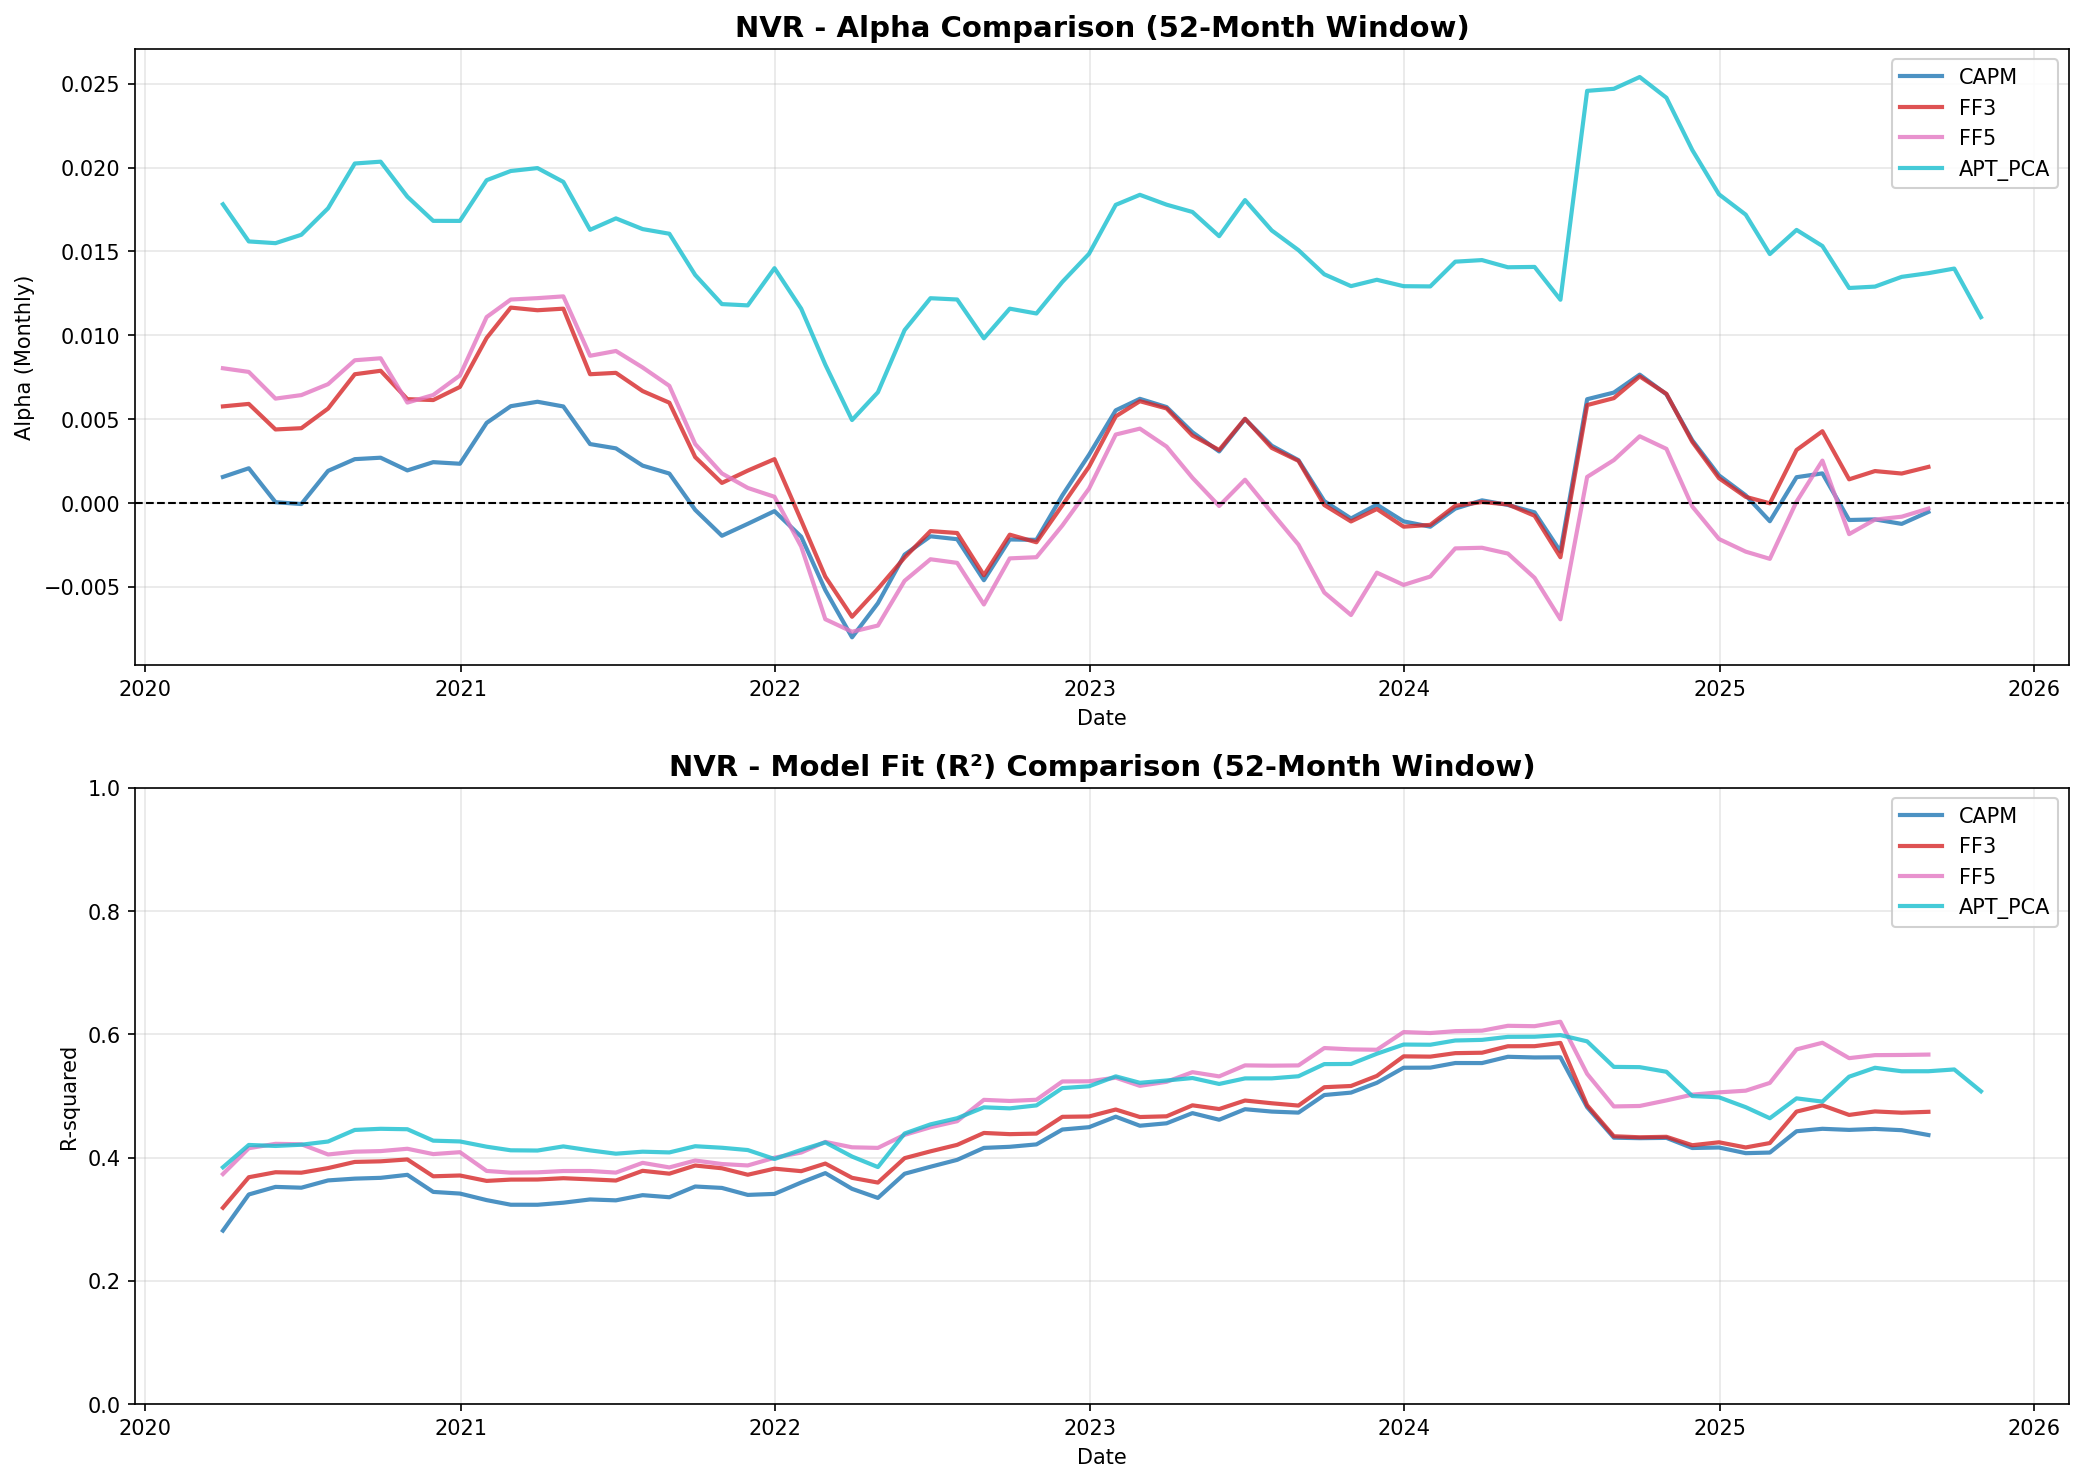 NVR - Alpha Comparison (52-Month Window)
Alpha (Monthly)
0.025
0.020
0.015
0.010
0.005
0.000
−0.005
CAPM
FF3
FF5
APT_PCA
2020 2021 2022 2023 2024 2025 2026
Date
NVR - Model Fit (R²) Comparison (52-Month Window)
R-squared
1.0
0.8
0.6
0.4
0.2
0.0
CAPM
FF3
FF5
APT_PCA
2020 2021 2022 2023 2024 2025 2026
Date